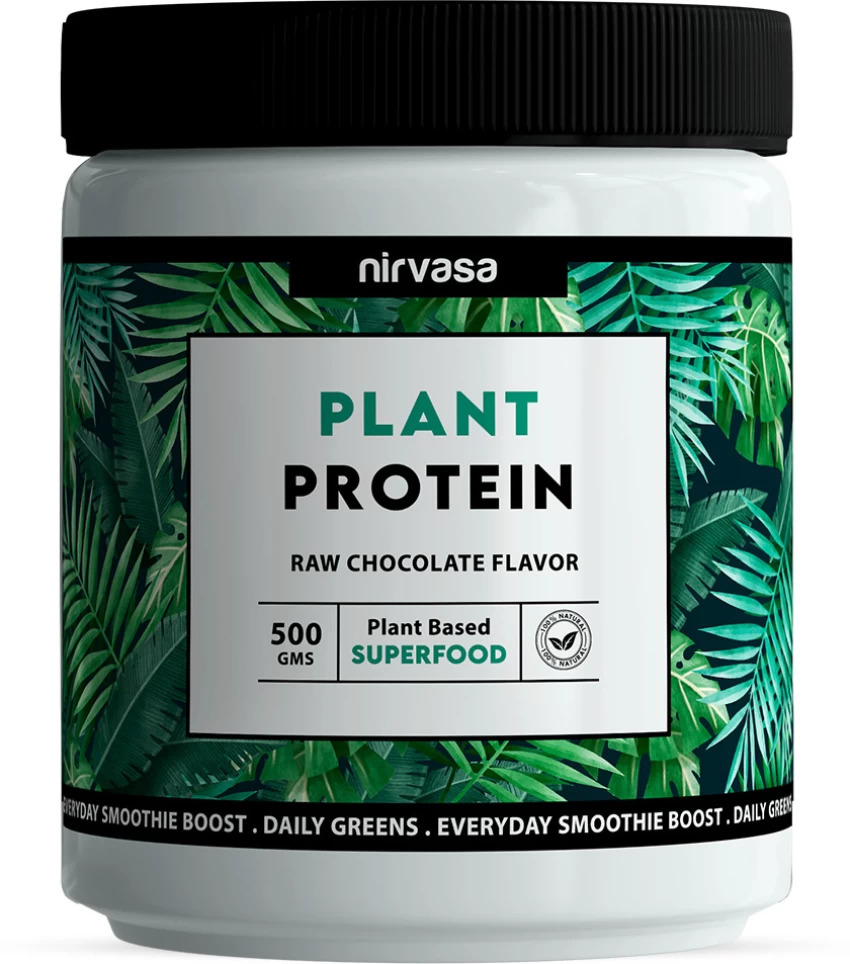 nirvasa
PLANT
PROTEIN
RAW CHOCOLATE FLAVOR
500
GMS
Plant Based
SUPERFOOD
100% NATURAL
100% NATURAL
EVERYDAY SMOOTHIE BOOST . DAILY GREENS . EVERYDAY SMOOTHIE BOOST . DAILY GREENS